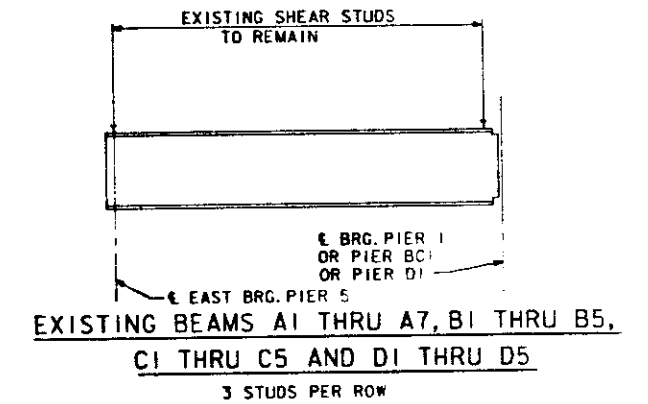 EXISTING SHEAR STUDS
TO REMAIN
℄ BRG. PIER 1
OR PIER BC1
OR PIER D1
℄ EAST BRG. PIER 5
EXISTING BEAMS A1 THRU A7, B1 THRU B5,
C1 THRU C5 AND D1 THRU D5
3 STUDS PER ROW